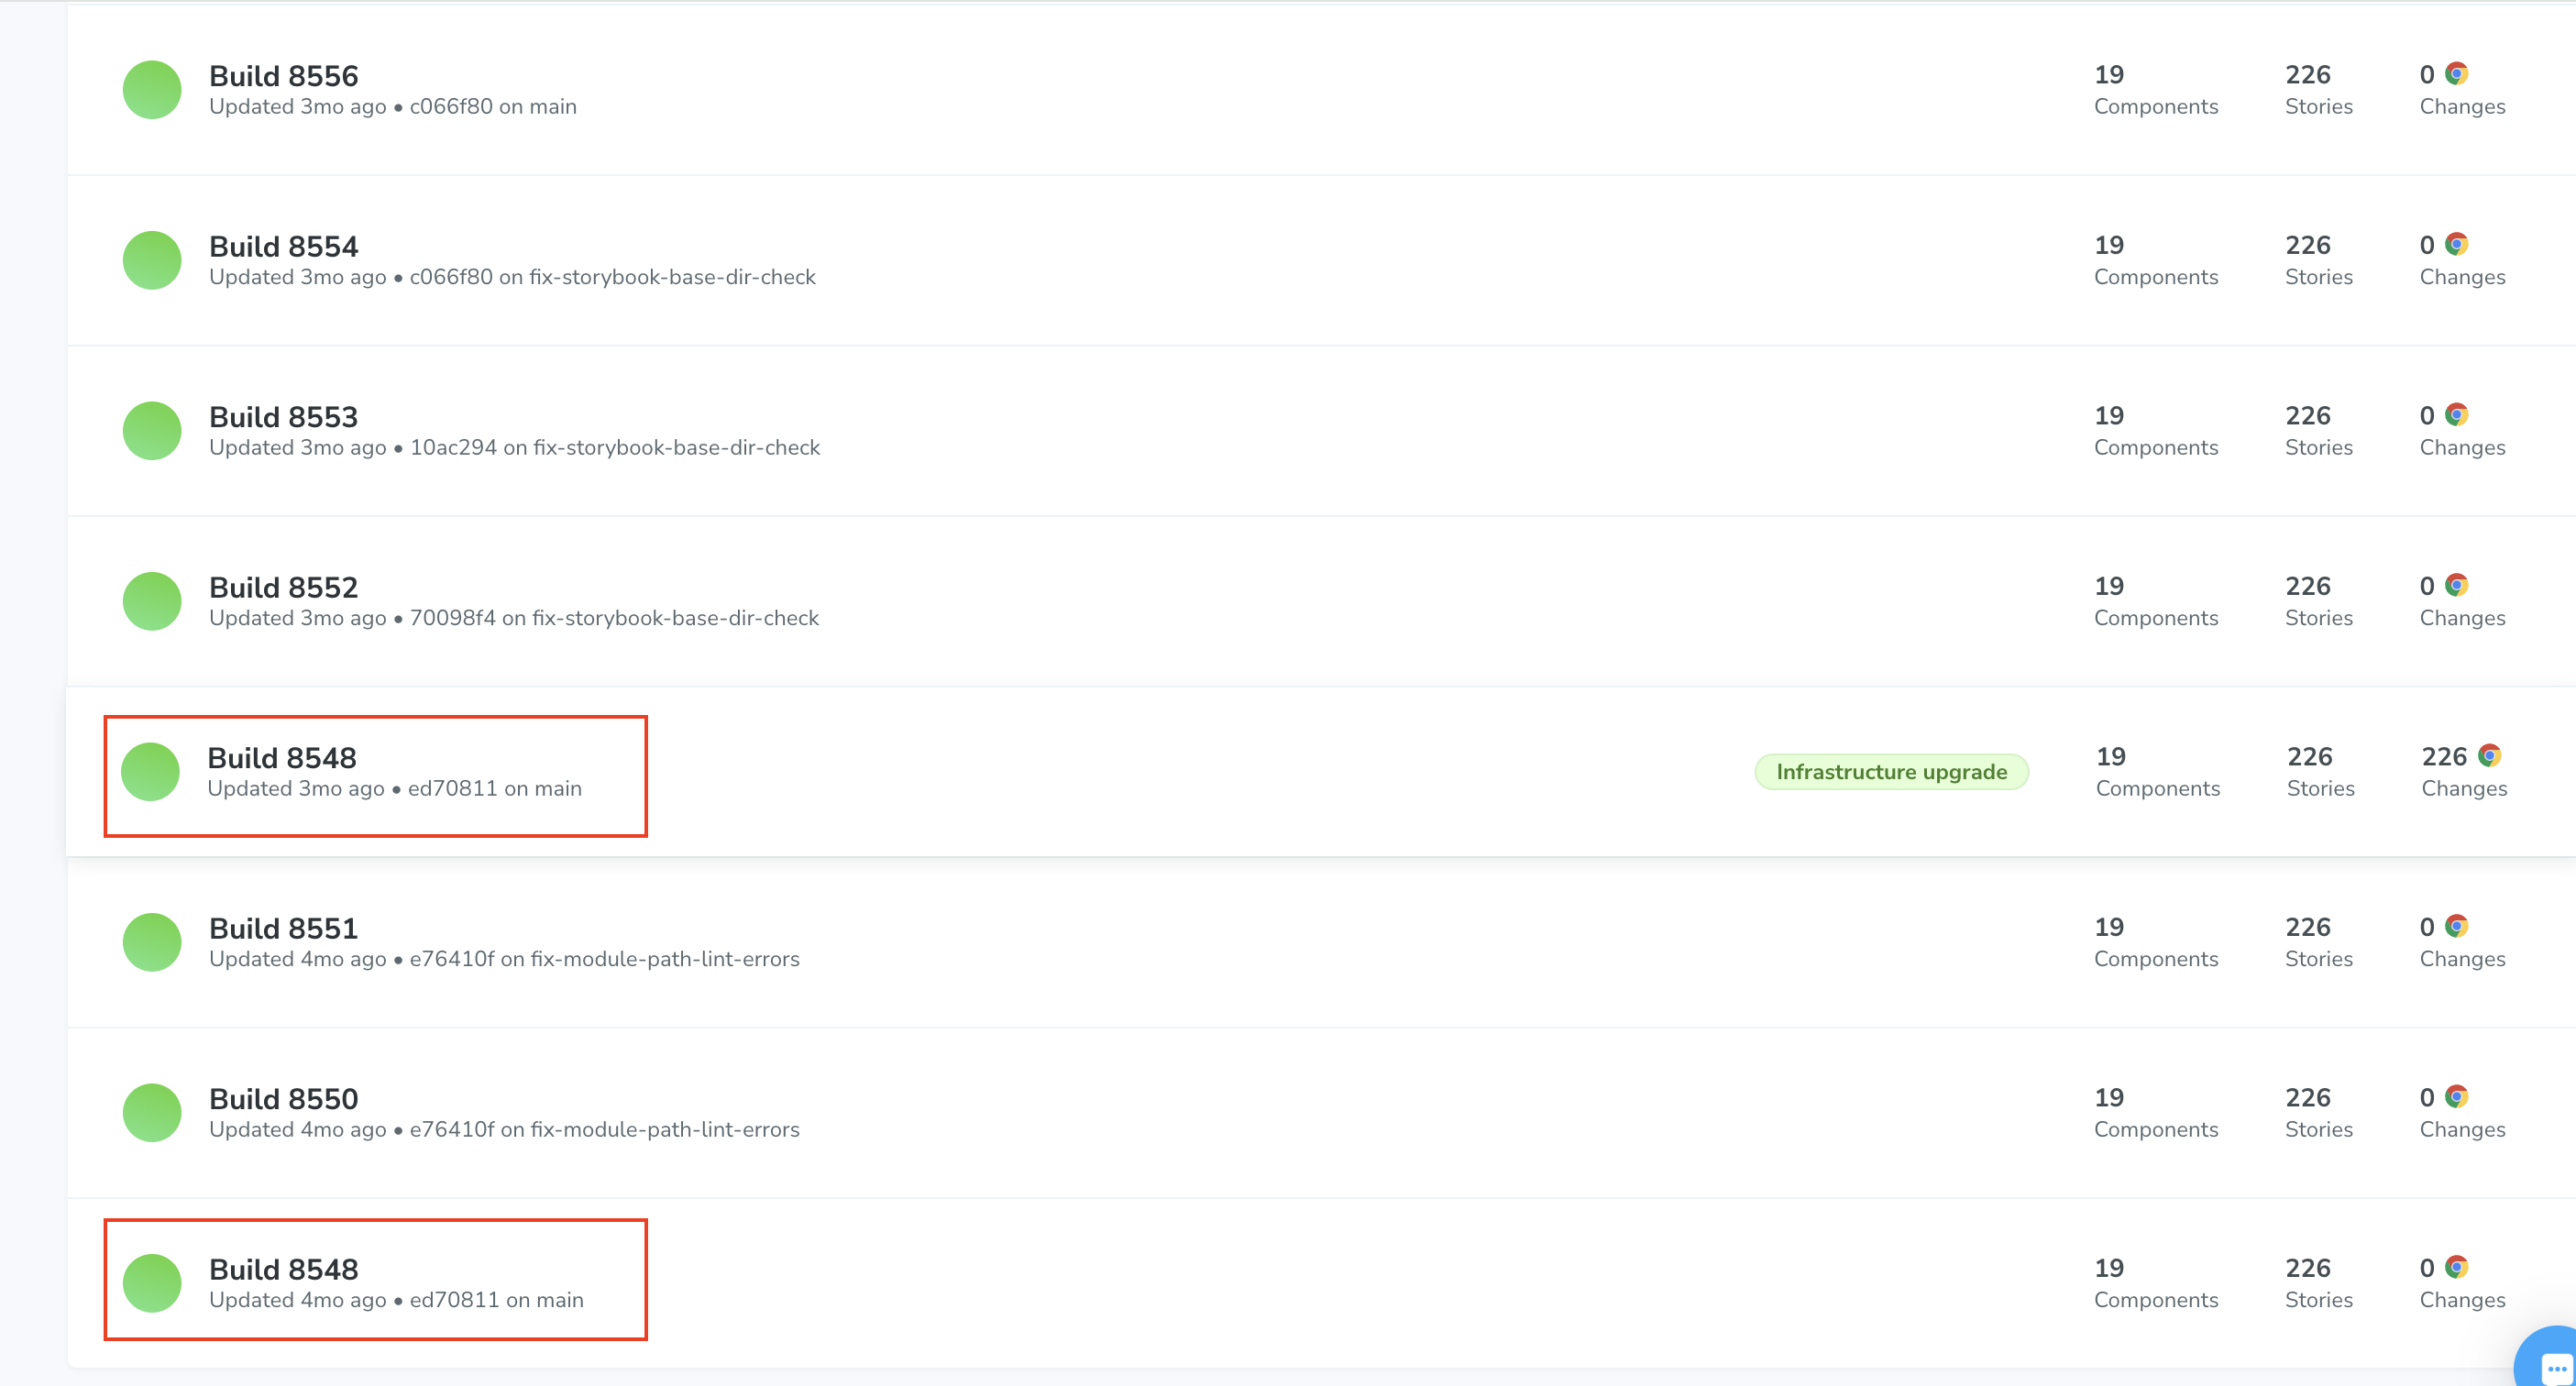 Build 8556
Updated 3mo ago • c066f80 on main
19 226 0
Components Stories Changes
Build 8554
Updated 3mo ago • c066f80 on fix-storybook-base-dir-check
19 226 0
Components Stories Changes
Build 8553
Updated 3mo ago • 10ac294 on fix-storybook-base-dir-check
19 226 0
Components Stories Changes
Build 8552
Updated 3mo ago • 70098f4 on fix-storybook-base-dir-check
19 226 0
Components Stories Changes
Build 8548
Updated 3mo ago • ed70811 on main
Infrastructure upgrade
19 226 226
Components Stories Changes
Build 8551
Updated 4mo ago • e76410f on fix-module-path-lint-errors
19 226 0
Components Stories Changes
Build 8550
Updated 4mo ago • e76410f on fix-module-path-lint-errors
19 226 0
Components Stories Changes
Build 8548
Updated 4mo ago • ed70811 on main
19 226 0
Components Stories Changes